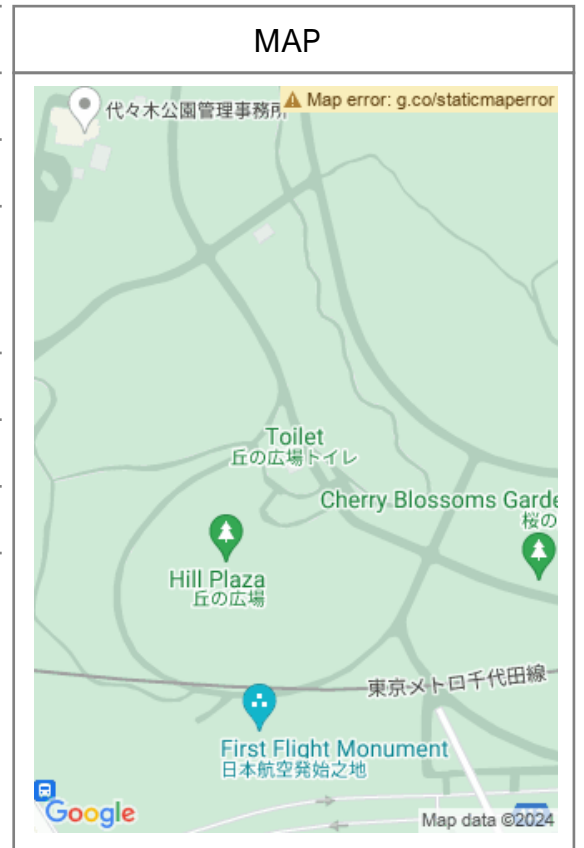 MAP
代々木公園管理事務所
Map error: g.co/staticmaperror
Toilet
丘の広場トイレ
Cherry Blossoms Garde
桜の
Hill Plaza
丘の広場
東京メトロ千代田線
First Flight Monument
日本航空発始之地
Google
Map data ©2024